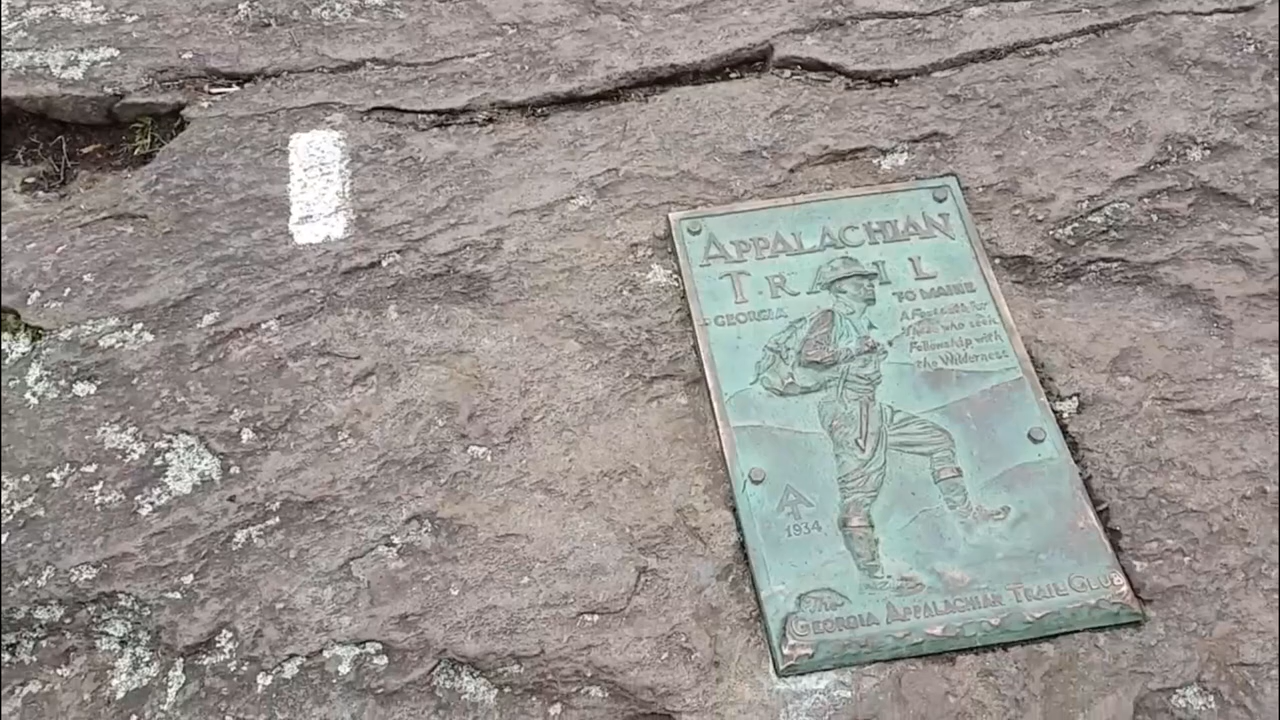 APPALACHIAN
TRAIL
GEORGIA
TO MAINE
A Footpath for
Those who seek
Fellowship with
the Wilderness
1934
The
GEORGIA APPALACHIAN TRAIL CLUB